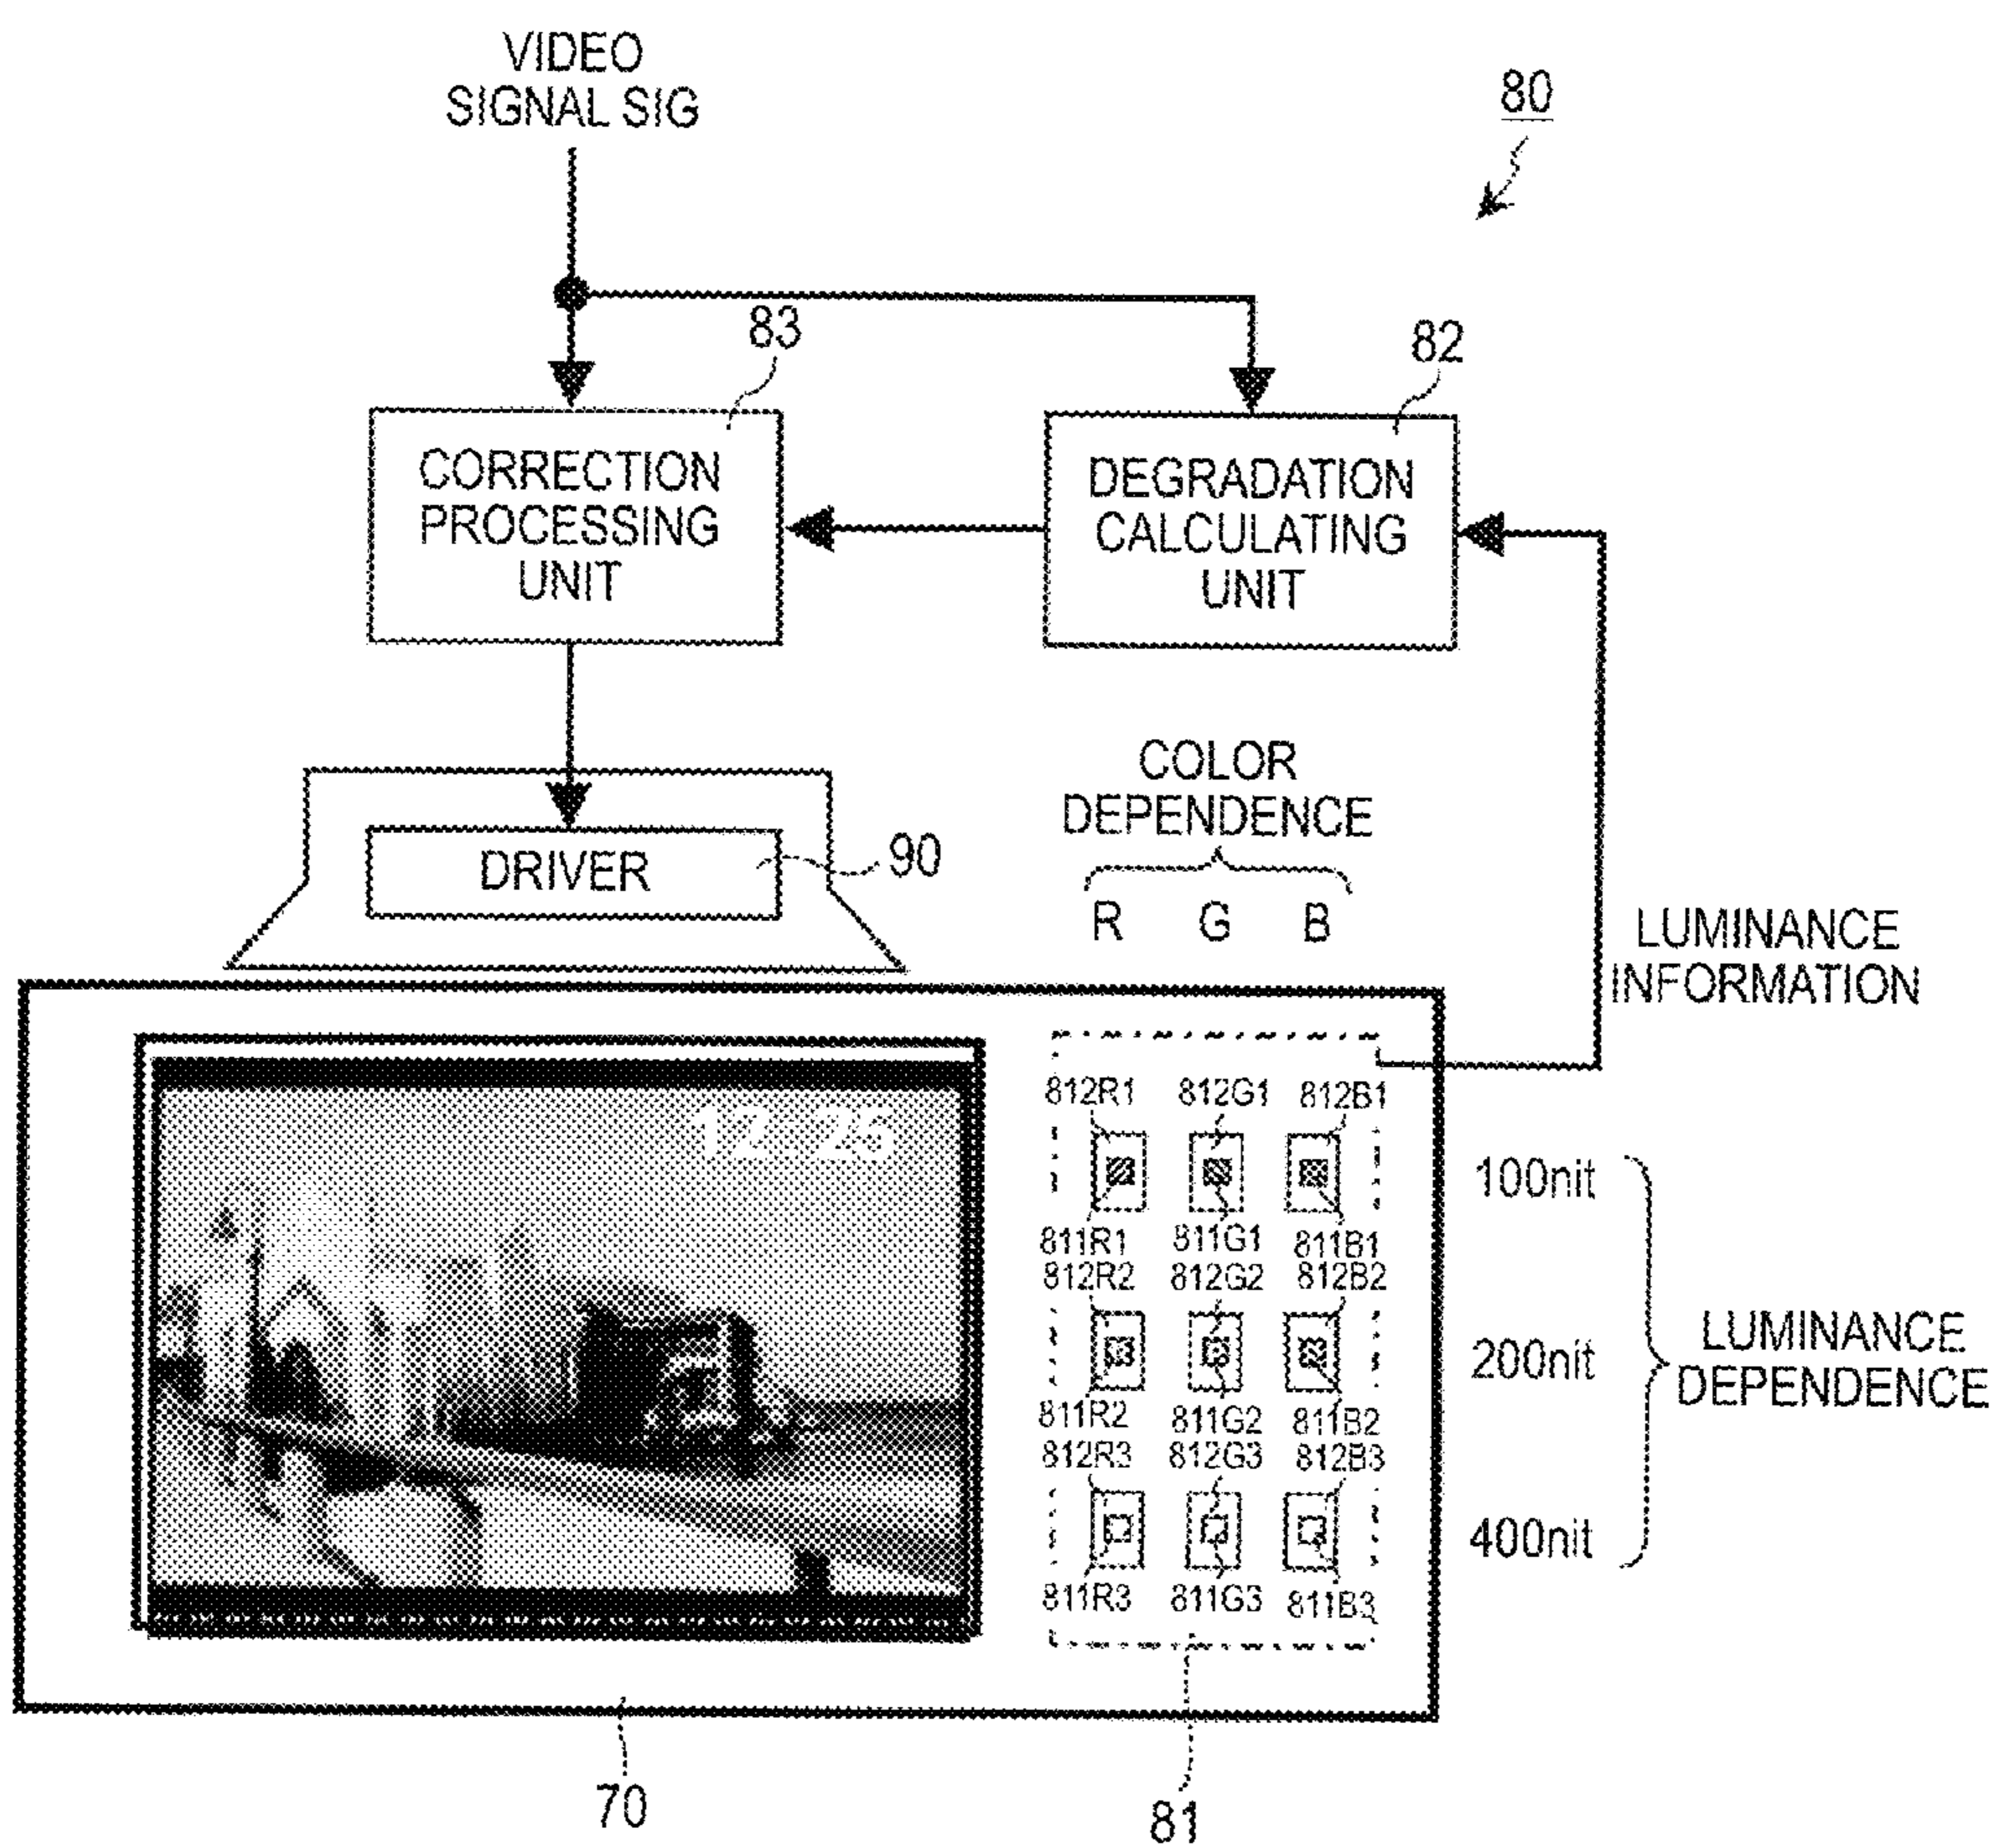 VIDEO
SIGNAL SIG
80
83
82
CORRECTION
PROCESSING
UNIT
DEGRADATION
CALCULATING
UNIT
COLOR
DEPENDENCE
DRIVER
90
R G B
LUMINANCE
INFORMATION
12:25
812R1 812G1 812B1
100nit
811R1 811G1 811B1
812R2 812G2 812B2
200nit
LUMINANCE
DEPENDENCE
811R2 811G2 811B2
812R3 812G3 812B3
400nit
811R3 811G3 811B3
70
81